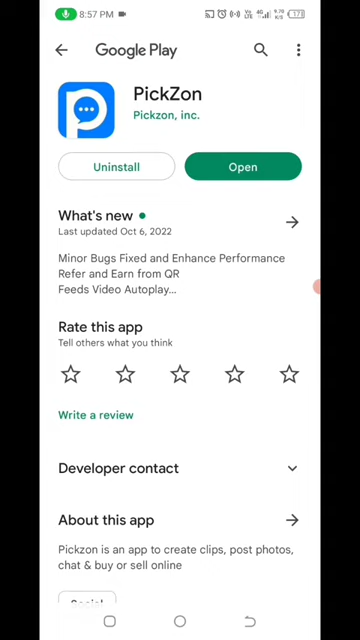 8:57 PM
Google Play
PickZon
Pickzon, inc.
Uninstall
Open
What's new
Last updated Oct 6, 2022
Minor Bugs Fixed and Enhance Performance
Refer and Earn from QR
Feeds Video Autoplay...
Rate this app
Tell others what you think
Write a review
Developer contact
About this app
Pickzon is an app to create clips, post photos,
chat & buy or sell online